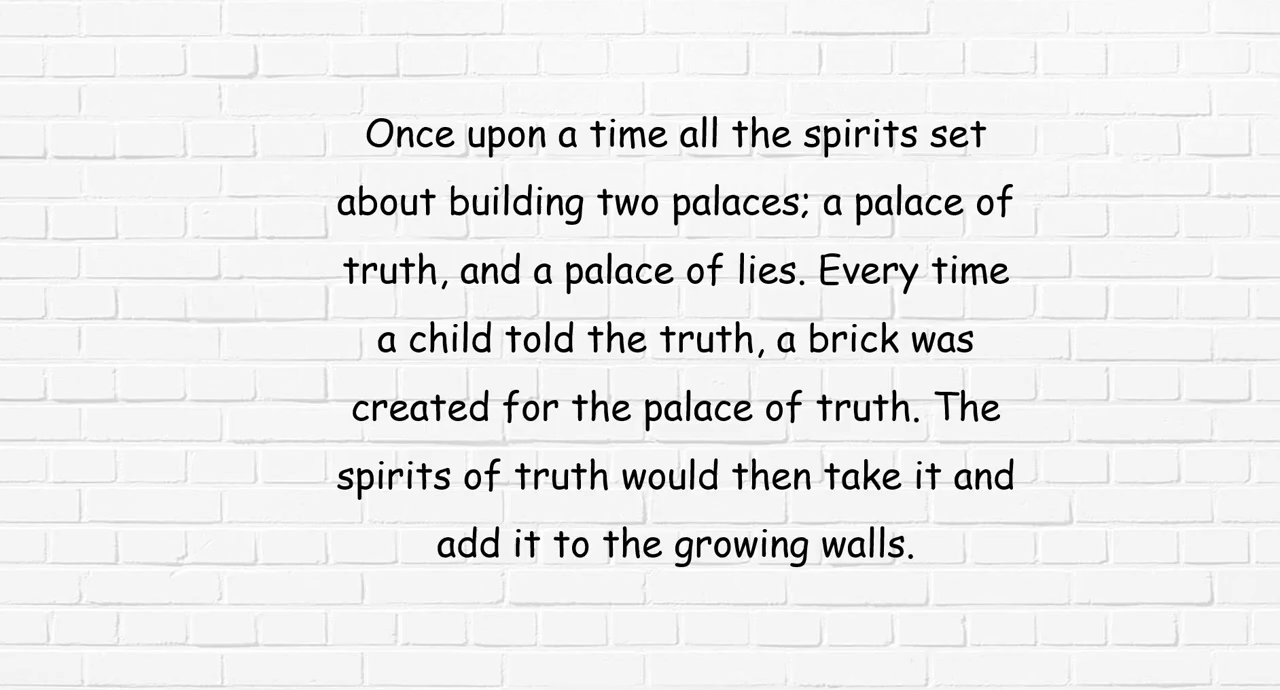 Once upon a time all the spirits set
about building two palaces; a palace of
truth, and a palace of lies. Every time
a child told the truth, a brick was
created for the palace of truth. The
spirits of truth would then take it and
add it to the growing walls.